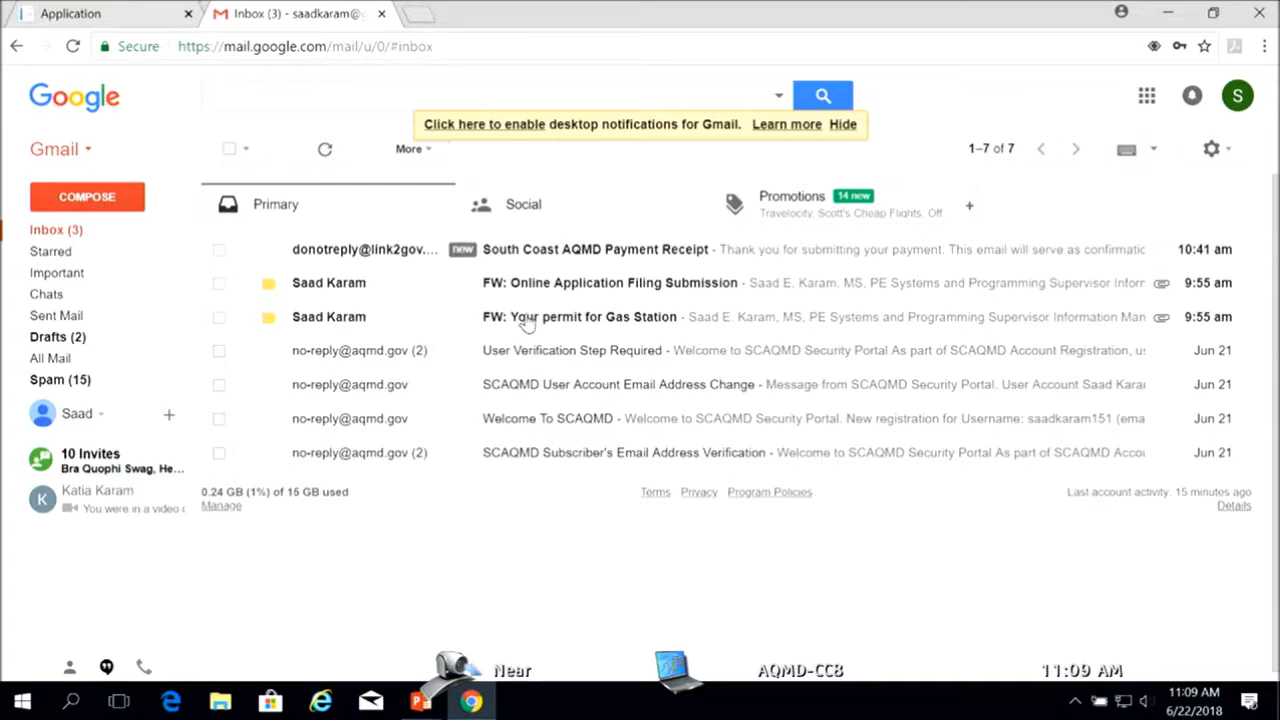 Application
Inbox (3) - saadkaram@
Secure
https://mail.google.com/mail/u/0/#inbox
Google
S
Click here to enable desktop notifications for Gmail. Learn more Hide
Gmail
More
1–7 of 7
COMPOSE
Primary
Social
Promotions 14 new
Travelocity, Scott's Cheap Flights, Off
Inbox (3)
Starred
Important
Chats
Sent Mail
Drafts (2)
All Mail
Spam (15)
Saad
10 Invites
Bra Quophi Swag, He...
K
Katia Karam
You were in a video c
donotreply@link2gov.... new South Coast AQMD Payment Receipt - Thank you for submitting your payment. This email will serve as confirmatic 10:41 am
Saad Karam FW: Online Application Filing Submission - Saad E. Karam, MS, PE Systems and Programming Supervisor Inforn 9:55 am
Saad Karam FW: Your permit for Gas Station - Saad E. Karam, MS, PE Systems and Programming Supervisor Information Man 9:55 am
no-reply@aqmd.gov (2) User Verification Step Required - Welcome to SCAQMD Security Portal As part of SCAQMD Account Registration, us Jun 21
no-reply@aqmd.gov SCAQMD User Account Email Address Change - Message from SCAQMD Security Portal. User Account Saad Karai Jun 21
no-reply@aqmd.gov Welcome To SCAQMD - Welcome to SCAQMD Security Portal. New registration for Username: saadkaram151 (ema Jun 21
no-reply@aqmd.gov (2) SCAQMD Subscriber's Email Address Verification - Welcome to SCAQMD Security Portal As part of SCAQMD Accou Jun 21
0.24 GB (1%) of 15 GB used
Manage
Terms Privacy Program Policies
Last account activity: 15 minutes ago
Details
Near
AQMD-CC8
11:09 AM
11:09 AM
6/22/2018